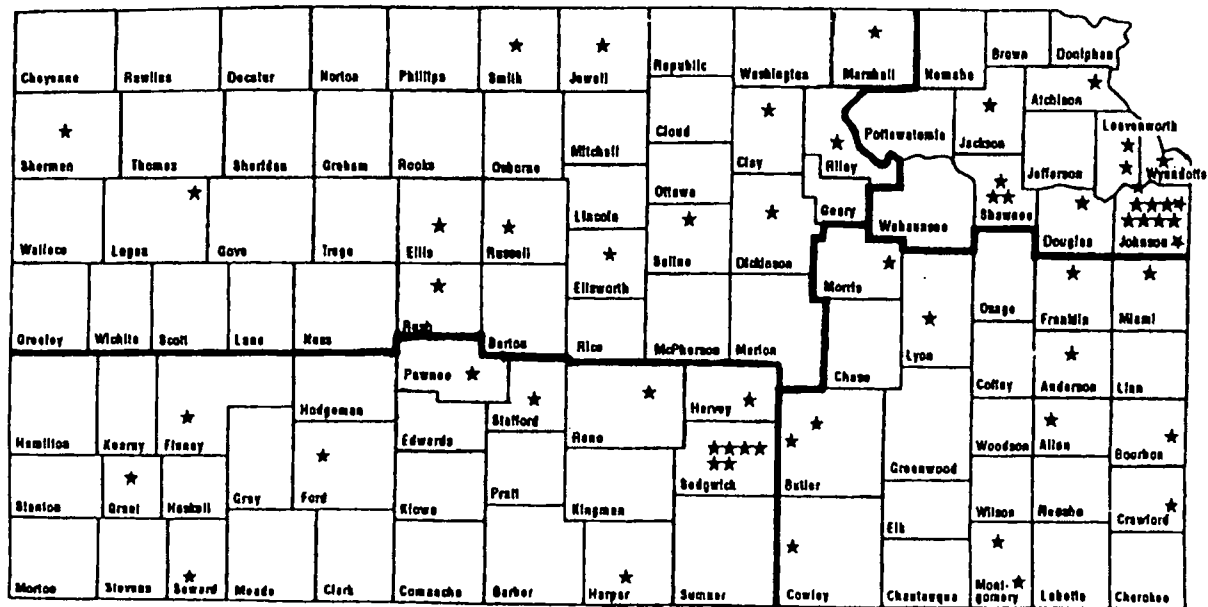 Cheyenne Rawlins Decatur Norton Phillips Smith Jewell Republic Washington Marshall Nemaha Brown Doniphan
Atchison
Sherman Thomas Sheridan Graham Rooks Osborne Mitchell Cloud Clay Riley Pottawatomie Jackson Jefferson Leavenworth Wyandotte
Wallace Logan Gove Trego Ellis Russell Lincoln Ottawa Saline Dickinson Geary Wabaunsee Shawnee Douglas Johnson
Ellsworth Morris
Greeley Wichita Scott Lane Ness Rush Barton Rice McPherson Marion Chase Lyon Osage Franklin Miami
Pawnee Coffey Anderson Linn
Hamilton Kearny Finney Hodgeman Edwards Stafford Reno Harvey Butler Greenwood Woodson Allen Bourbon
Sedgwick
Stanton Grant Haskell Gray Ford Kiowa Pratt Kingman Elk Wilson Neosho Crawford
Morton Stevens Seward Meade Clark Comanche Barber Harper Sumner Cowley Chautauqua Mont-
gomery Labette Cherokee